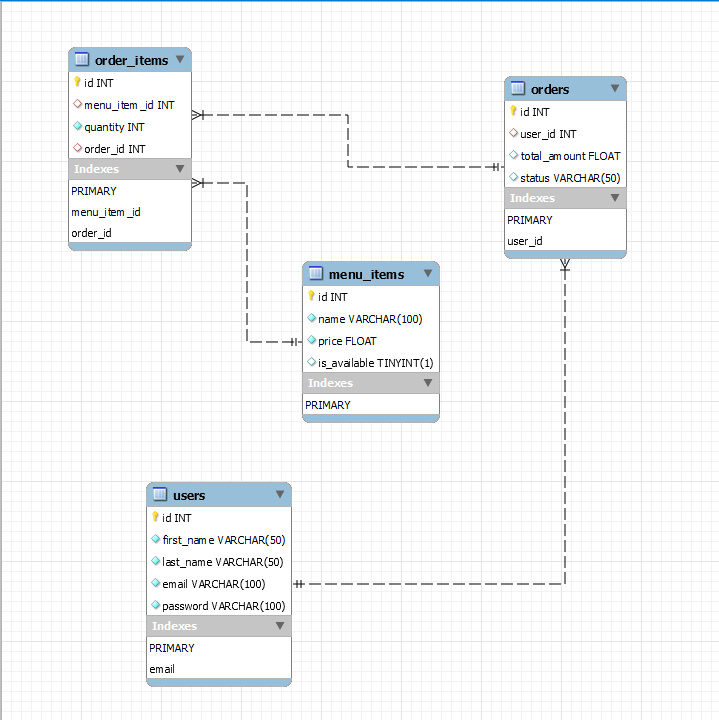 order_items
id INT
menu_item_id INT
quantity INT
order_id INT
Indexes
PRIMARY
menu_item_id
order_id
orders
id INT
user_id INT
total_amount FLOAT
status VARCHAR(50)
Indexes
PRIMARY
user_id
menu_items
id INT
name VARCHAR(100)
price FLOAT
is_available TINYINT(1)
Indexes
PRIMARY
users
id INT
first_name VARCHAR(50)
last_name VARCHAR(50)
email VARCHAR(100)
password VARCHAR(100)
Indexes
PRIMARY
email